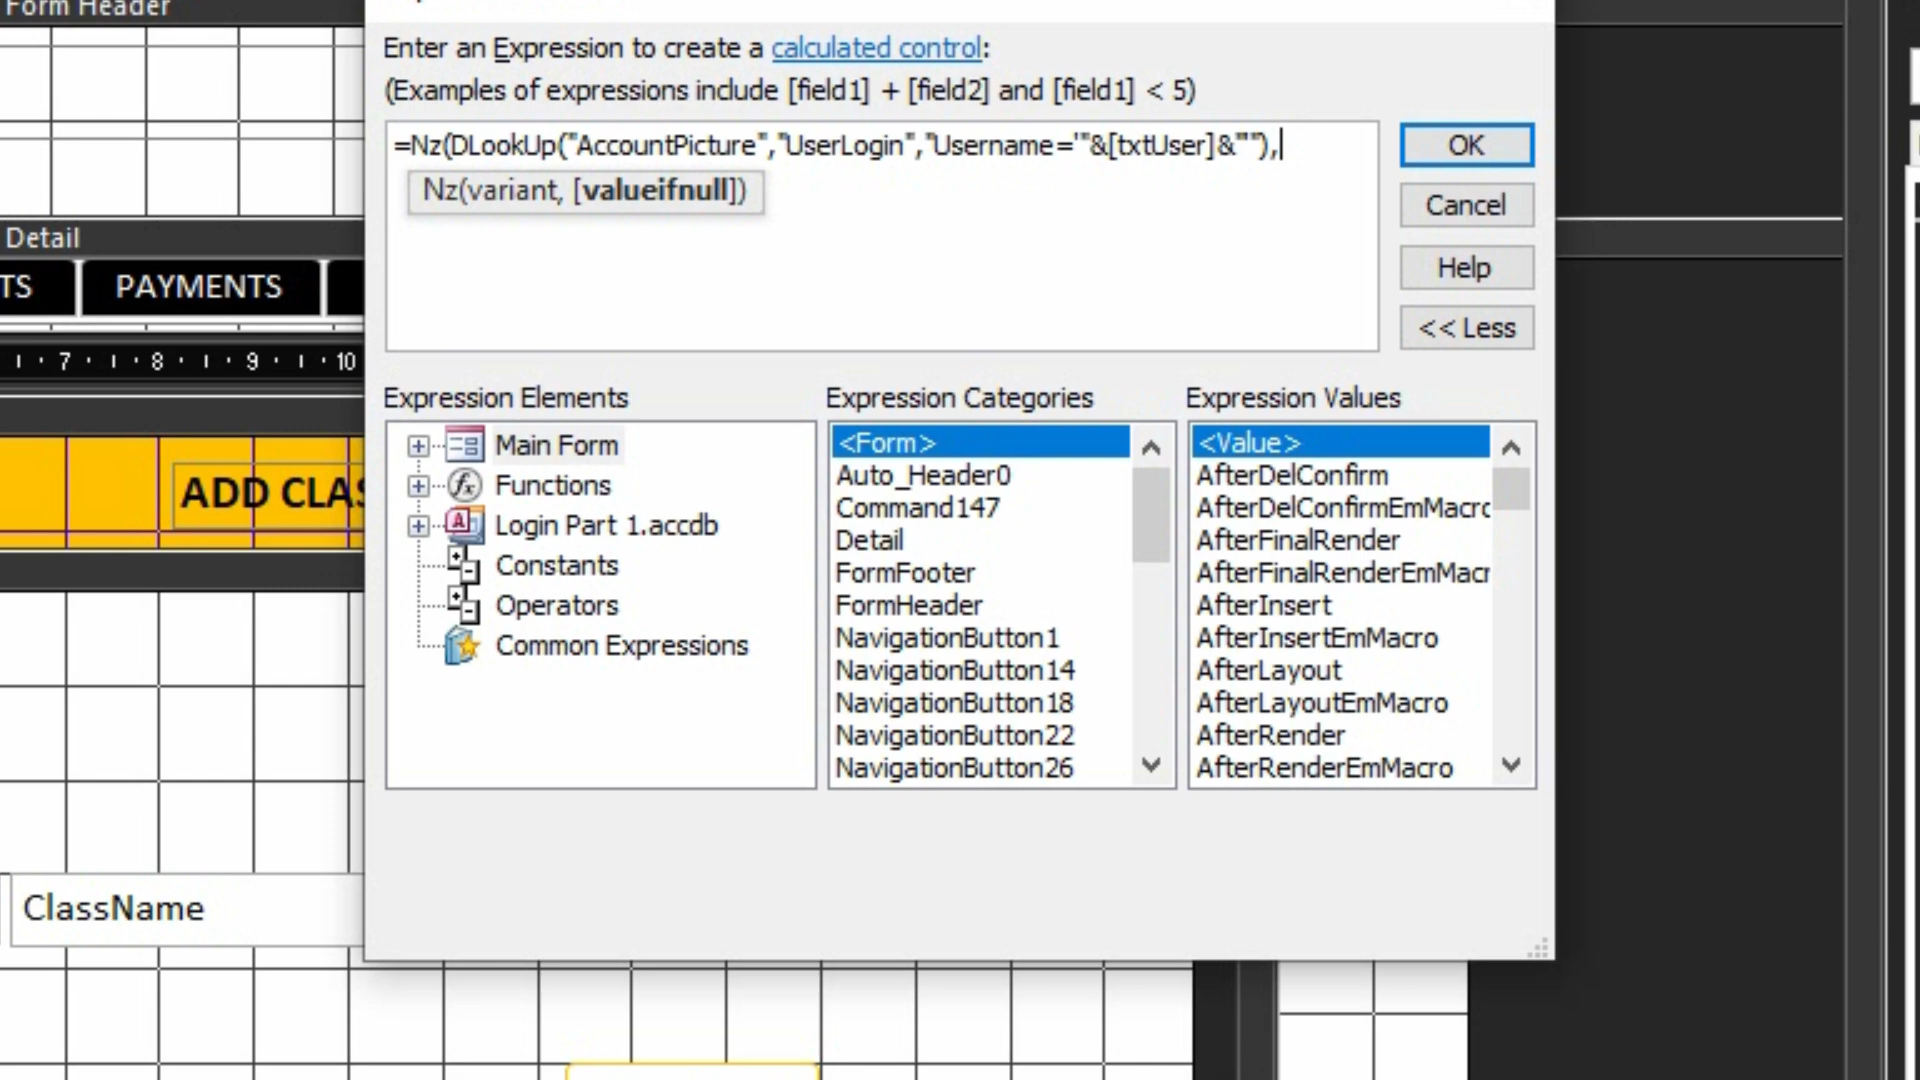 Form Header
Enter an Expression to create a calculated control:
(Examples of expressions include [field1] + [field2] and [field1] < 5)
=Nz(DLookUp("AccountPicture","UserLogin","Username='"&[txtUser]&"'"),
Nz(variant, [valueifnull])
OK
Cancel
Help
<< Less
Detail
TS
PAYMENTS
7 8 9 10
ADD CLAS
ClassName
Expression Elements
Main Form
Functions
Login Part 1.accdb
Constants
Operators
Common Expressions
Expression Categories
<Form>
Auto_Header0
Command147
Detail
FormFooter
FormHeader
NavigationButton1
NavigationButton14
NavigationButton18
NavigationButton22
NavigationButton26
Expression Values
<Value>
AfterDelConfirm
AfterDelConfirmEmMacro
AfterFinalRender
AfterFinalRenderEmMacr
AfterInsert
AfterInsertEmMacro
AfterLayout
AfterLayoutEmMacro
AfterRender
AfterRenderEmMacro